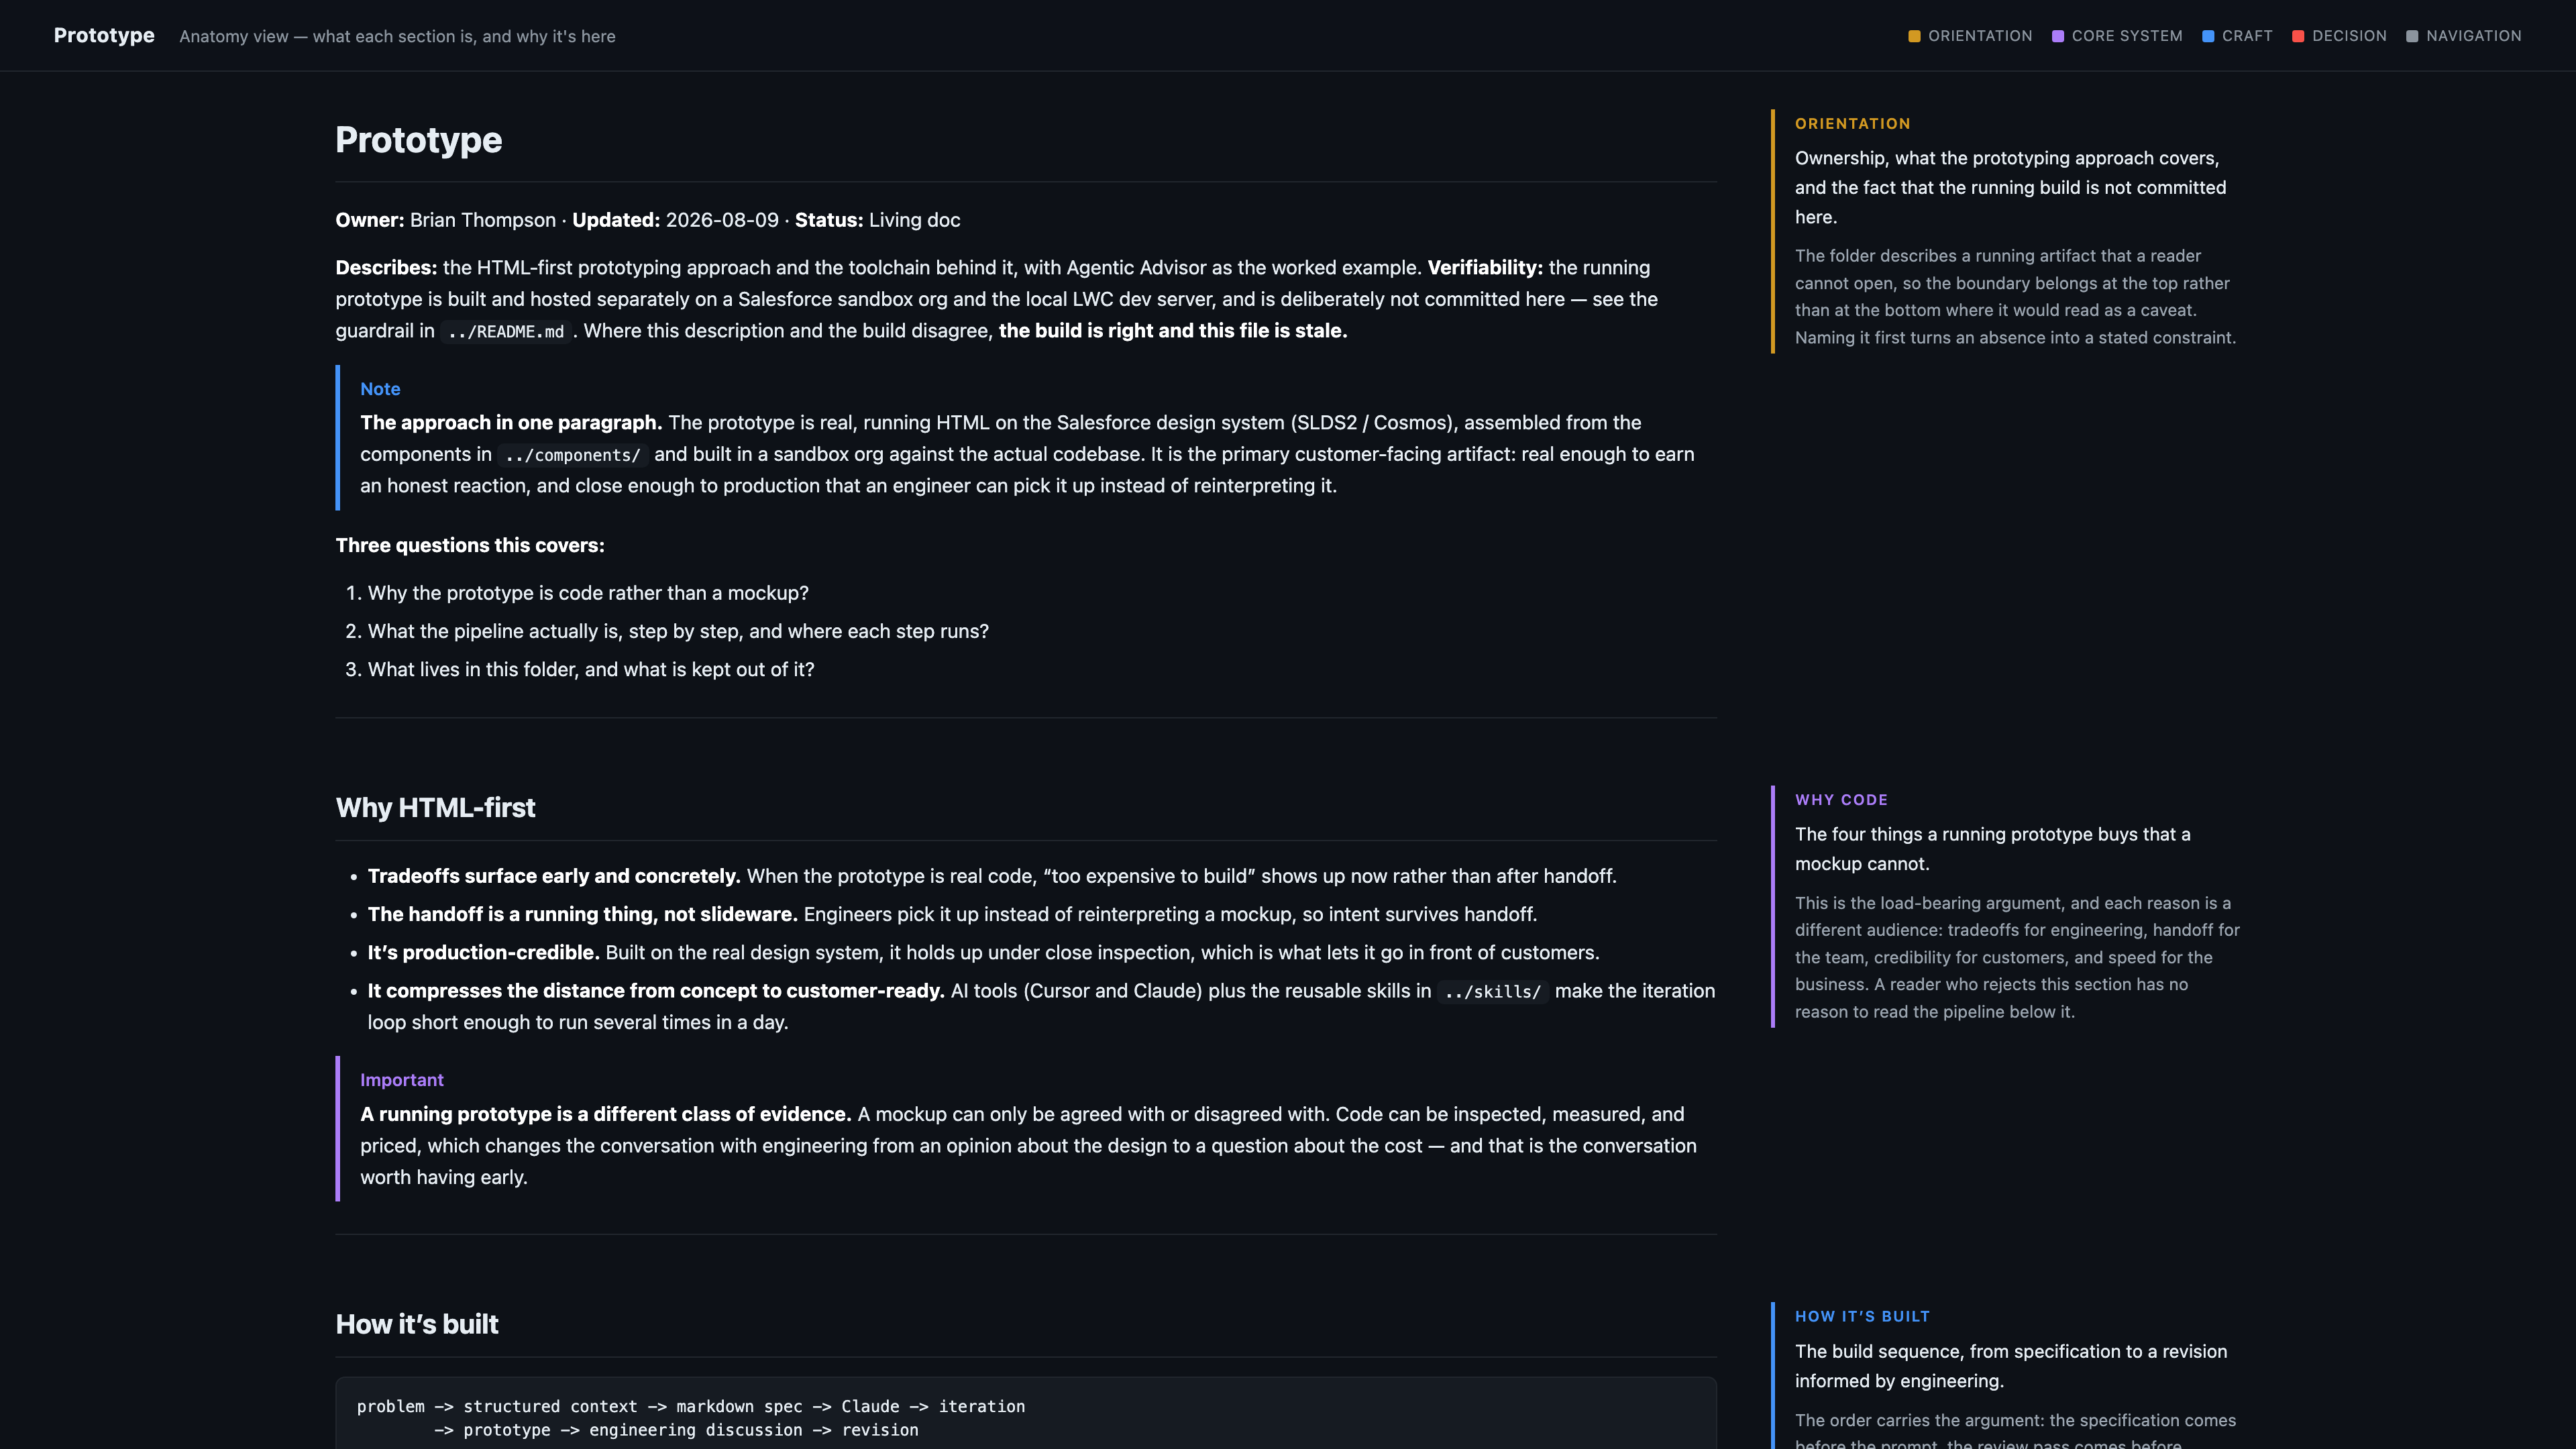 Prototype Anatomy view — what each section is, and why it's here ORIENTATION CORE SYSTEM CRAFT DECISION NAVIGATION
Prototype
Owner: Brian Thompson · Updated: 2026-08-09 · Status: Living doc
Describes: the HTML-first prototyping approach and the toolchain behind it, with Agentic Advisor as the worked example. Verifiability: the running
prototype is built and hosted separately on a Salesforce sandbox org and the local LWC dev server, and is deliberately not committed here — see the
guardrail in ../README.md. Where this description and the build disagree, the build is right and this file is stale.
Note
The approach in one paragraph. The prototype is real, running HTML on the Salesforce design system (SLDS2 / Cosmos), assembled from the
components in ../components/ and built in a sandbox org against the actual codebase. It is the primary customer-facing artifact: real enough to earn
an honest reaction, and close enough to production that an engineer can pick it up instead of reinterpreting it.
Three questions this covers:
1. Why the prototype is code rather than a mockup?
2. What the pipeline actually is, step by step, and where each step runs?
3. What lives in this folder, and what is kept out of it?
ORIENTATION
Ownership, what the prototyping approach covers,
and the fact that the running build is not committed
here.
The folder describes a running artifact that a reader
cannot open, so the boundary belongs at the top rather
than at the bottom where it would read as a caveat.
Naming it first turns an absence into a stated constraint.
Why HTML-first
• Tradeoffs surface early and concretely. When the prototype is real code, “too expensive to build” shows up now rather than after handoff.
• The handoff is a running thing, not slideware. Engineers pick it up instead of reinterpreting a mockup, so intent survives handoff.
• It’s production-credible. Built on the real design system, it holds up under close inspection, which is what lets it go in front of customers.
• It compresses the distance from concept to customer-ready. AI tools (Cursor and Claude) plus the reusable skills in ../skills/ make the iteration
loop short enough to run several times in a day.
Important
A running prototype is a different class of evidence. A mockup can only be agreed with or disagreed with. Code can be inspected, measured, and
priced, which changes the conversation with engineering from an opinion about the design to a question about the cost — and that is the conversation
worth having early.
WHY CODE
The four things a running prototype buys that a
mockup cannot.
This is the load-bearing argument, and each reason is a
different audience: tradeoffs for engineering, handoff for
the team, credibility for customers, and speed for the
business. A reader who rejects this section has no
reason to read the pipeline below it.
How it’s built
problem -> structured context -> markdown spec -> Claude -> iteration
-> prototype -> engineering discussion -> revision
HOW IT’S BUILT
The build sequence, from specification to a revision
informed by engineering.
The order carries the argument: the specification comes
before the prompt, the review pass comes before